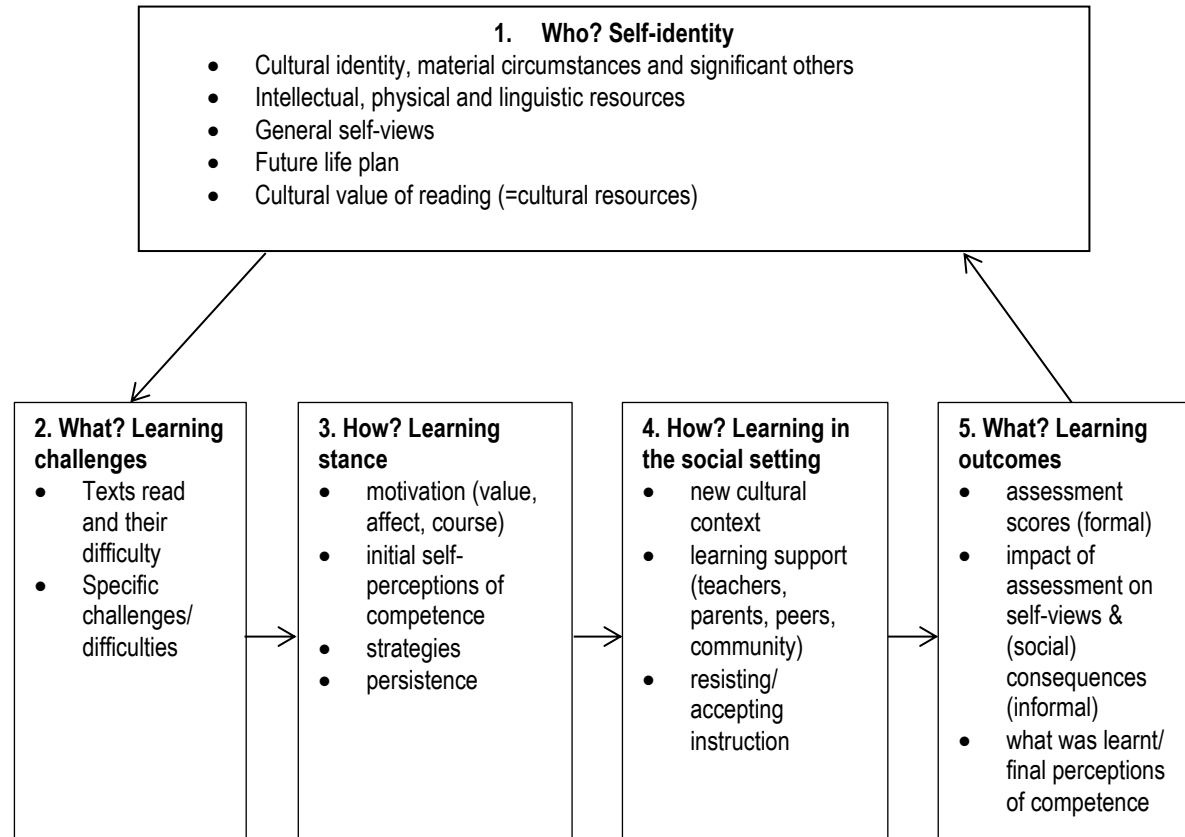 1. Who? Self-identity
• Cultural identity, material circumstances and significant others
• Intellectual, physical and linguistic resources
• General self-views
• Future life plan
• Cultural value of reading (=cultural resources)
2. What? Learning
challenges
• Texts read
and their
difficulty
• Specific
challenges/
difficulties
3. How? Learning
stance
• motivation (value,
affect, course)
• initial self-
perceptions of
competence
• strategies
• persistence
4. How? Learning in
the social setting
• new cultural
context
• learning support
(teachers,
parents, peers,
community)
• resisting/
accepting
instruction
5. What? Learning
outcomes
• assessment
scores (formal)
• impact of
assessment on
self-views &
(social)
consequences
(informal)
• what was learnt/
final perceptions
of competence